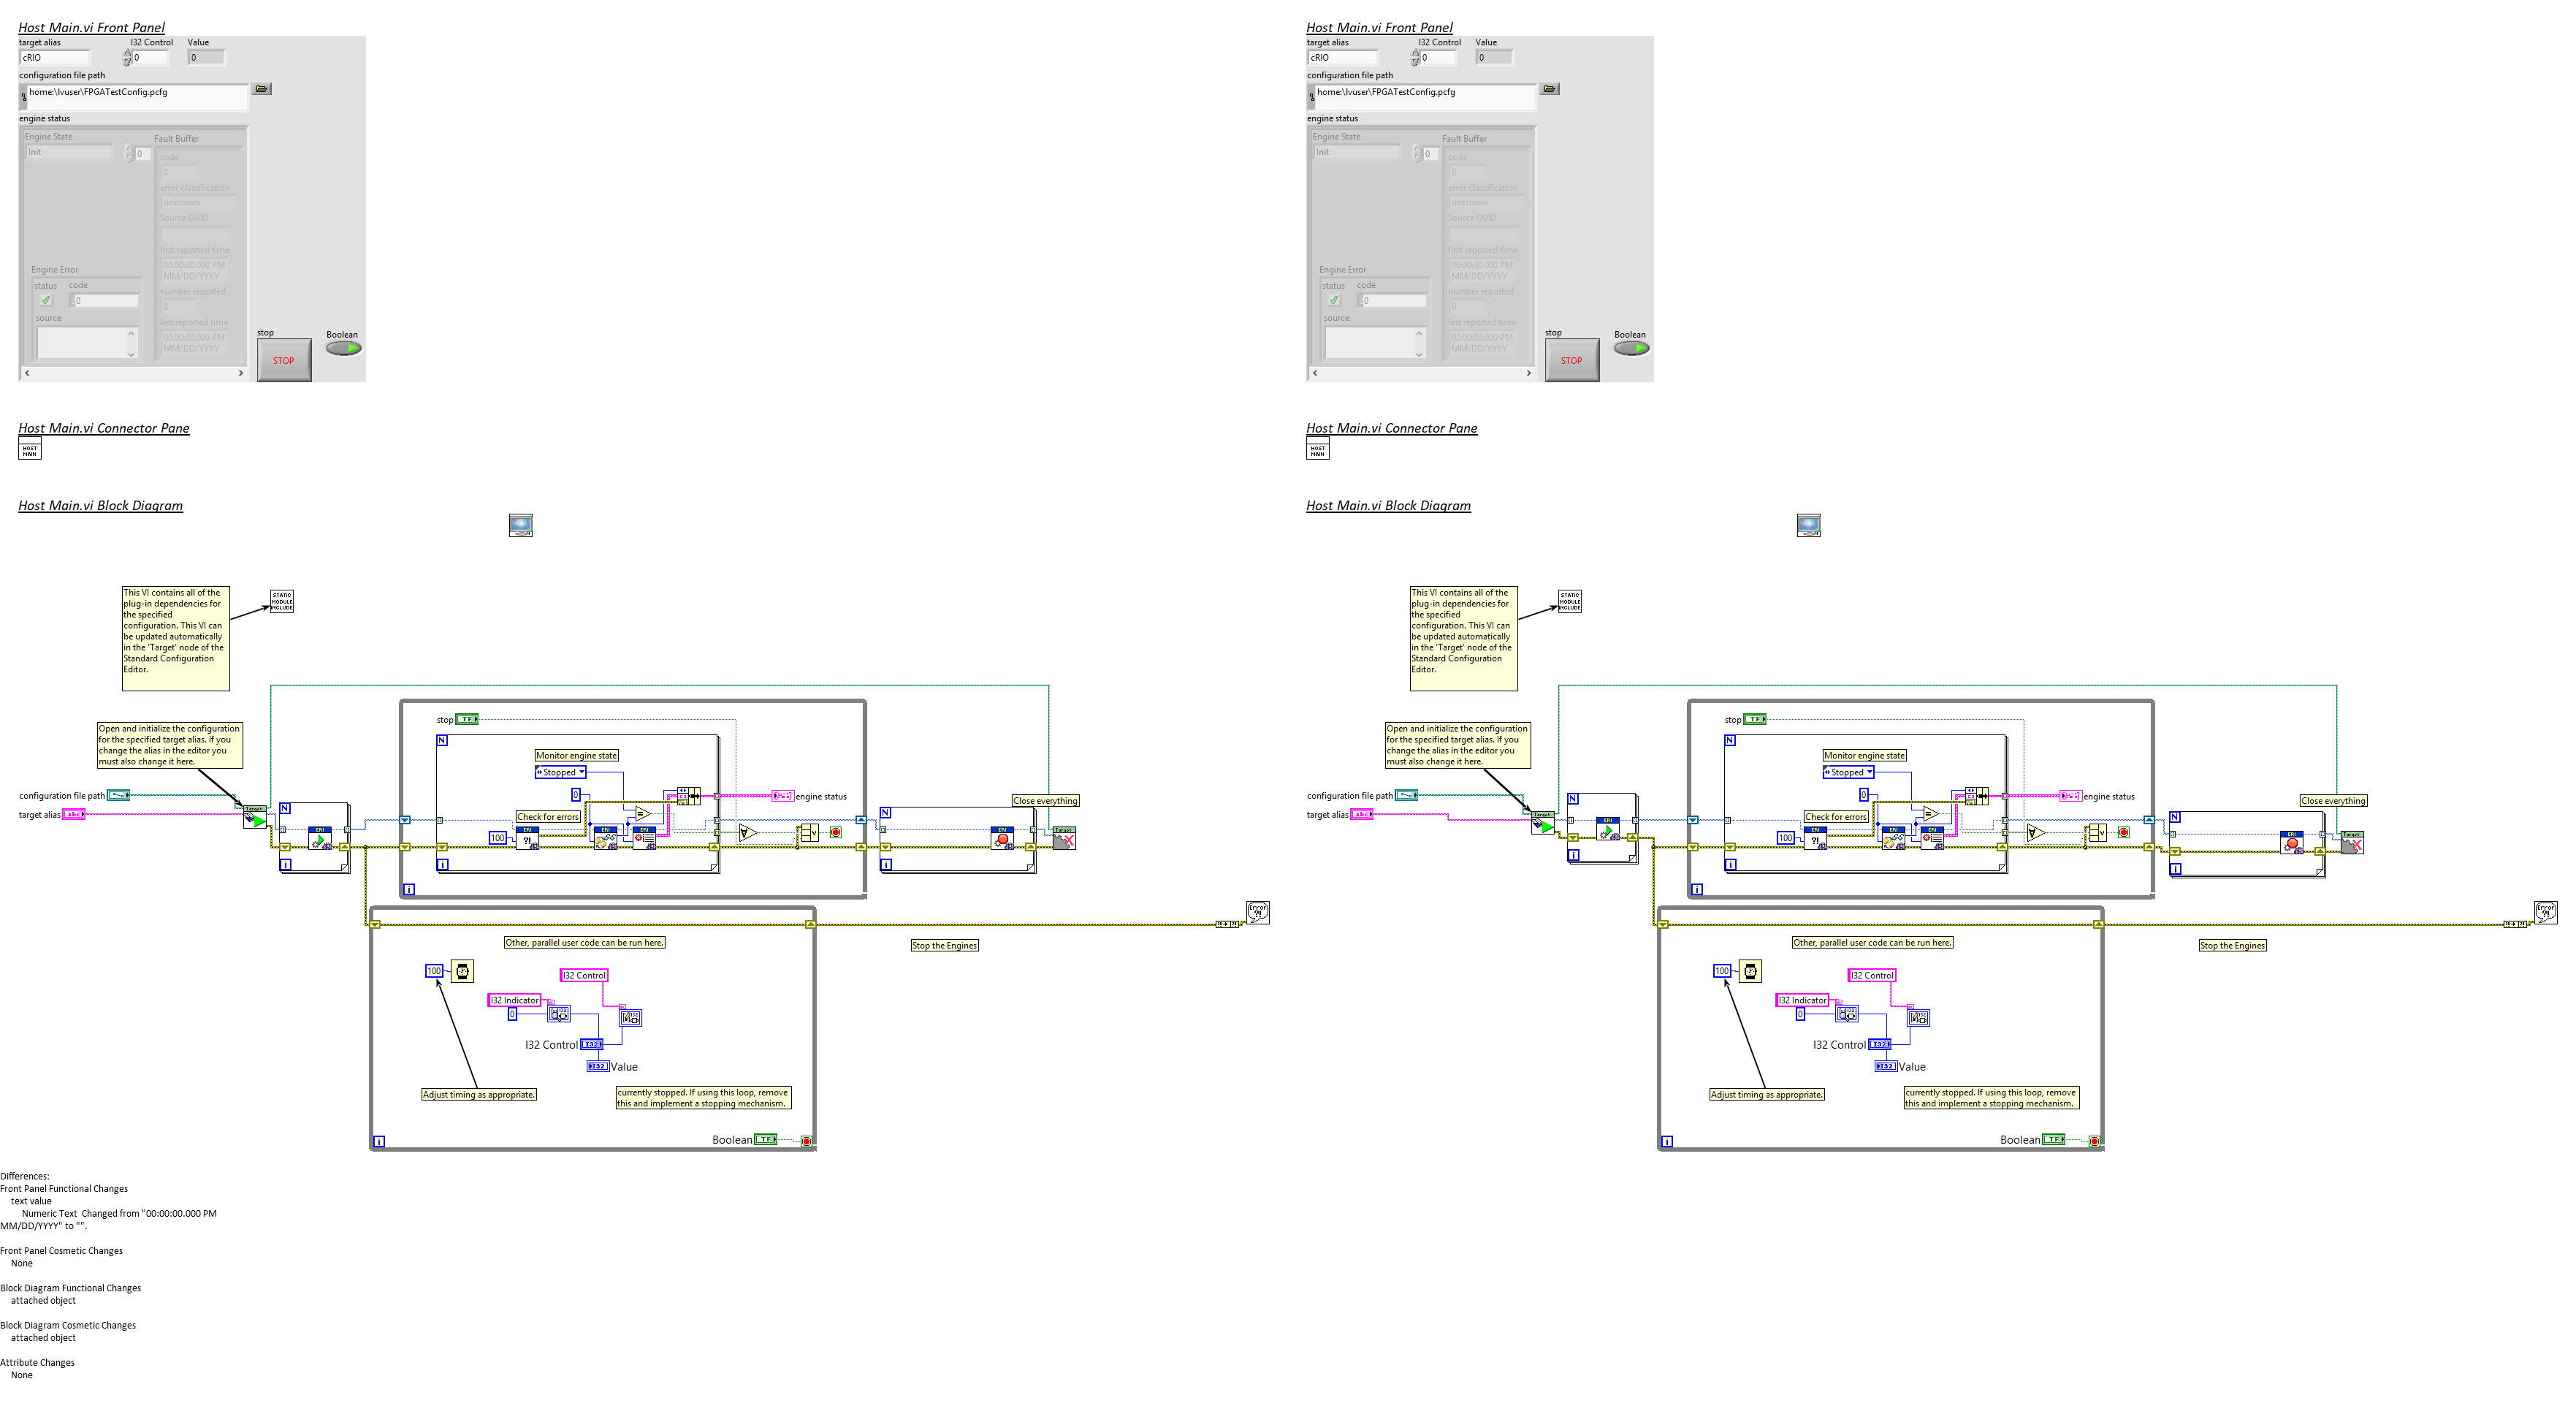 Host Main.vi Front Panel
target alias
I32 Control
Value
cRIO
0
0
configuration file path
home:\lvuser\FPGATestConfig.pcfg
engine status
Engine State
Fault Buffer
Init
0
code
0
error classification
unknown
Source GUID
first reported time
00:00:00.000 PM
MM/DD/YYYY
Engine Error
status
code
number reported
0
0
source
last reported time
00:00:00.000 PM
MM/DD/YYYY
stop
Boolean
STOP
Host Main.vi Connector Pane
HOST
MAIN
Host Main.vi Block Diagram
This VI contains all of the
plug-in dependencies for
the specified
configuration. This VI can
be updated automatically
in the 'Target' node of the
Standard Configuration
Editor.
STATIC
MODULE
INCLUDE
Open and initialize the configuration
for the specified target alias. If you
change the alias in the editor you
must also change it here.
stop
TF
N
Monitor engine state
Stopped
configuration file path
target alias
abc
Target
N
i
0
Check for errors
100
engine status
N
i
Close everything
Target
i
i
Error
?!
Other, parallel user code can be run here.
Stop the Engines
100
I32 Control
I32 Indicator
0
I32 Control
I32
I32
Value
Adjust timing as appropriate.
currently stopped. If using this loop, remove
this and implement a stopping mechanism.
Boolean
TF
i
Host Main.vi Front Panel
target alias
I32 Control
Value
cRIO
0
0
configuration file path
home:\lvuser\FPGATestConfig.pcfg
engine status
Engine State
Fault Buffer
Init
0
code
0
error classification
unknown
Source GUID
first reported time
00:00:00.000 PM
MM/DD/YYYY
Engine Error
status
code
number reported
0
0
source
last reported time
00:00:00.000 PM
MM/DD/YYYY
stop
Boolean
STOP
Host Main.vi Connector Pane
HOST
MAIN
Host Main.vi Block Diagram
This VI contains all of the
plug-in dependencies for
the specified
configuration. This VI can
be updated automatically
in the 'Target' node of the
Standard Configuration
Editor.
STATIC
MODULE
INCLUDE
Open and initialize the configuration
for the specified target alias. If you
change the alias in the editor you
must also change it here.
stop
TF
N
Monitor engine state
Stopped
configuration file path
target alias
abc
Target
N
i
0
Check for errors
100
engine status
N
i
Close everything
Target
i
i
Error
?!
Other, parallel user code can be run here.
Stop the Engines
100
I32 Control
I32 Indicator
0
I32 Control
I32
I32
Value
Adjust timing as appropriate.
currently stopped. If using this loop, remove
this and implement a stopping mechanism.
Boolean
TF
i
Differences:
Front Panel Functional Changes
text value
Numeric Text  Changed from "00:00:00.000 PM
MM/DD/YYYY" to "".
Front Panel Cosmetic Changes
None
Block Diagram Functional Changes
attached object
Block Diagram Cosmetic Changes
attached object
Attribute Changes
None